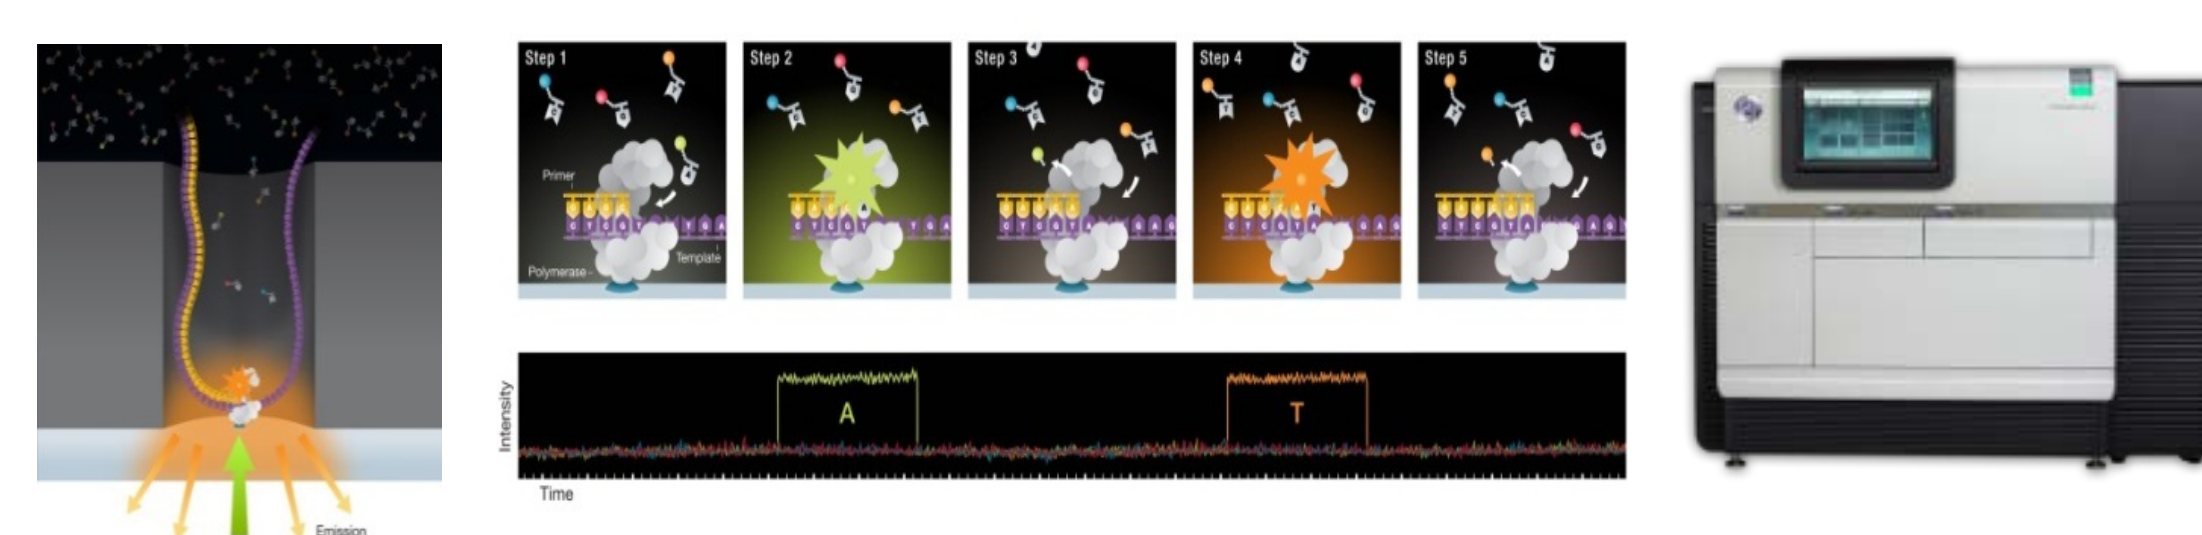 Step 1
Step 2
Step 3
Step 4
Step 5
Primer
Template
Polymerase
Intensity
A
T
Time
Emission